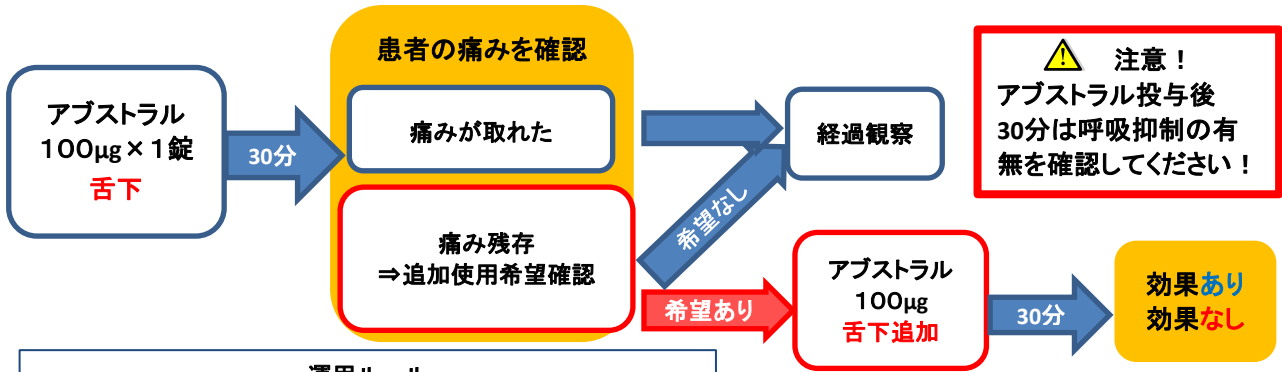 アブストラル
100μg×1錠
舌下
30分
患者の痛みを確認
痛みが取れた
痛み残存
⇒追加使用希望確認
希望なし
経過観察
希望あり
アブストラル
100μg
舌下追加
30分
効果あり
効果なし
注意！
アブストラル投与後
30分は呼吸抑制の有
無を確認してください！